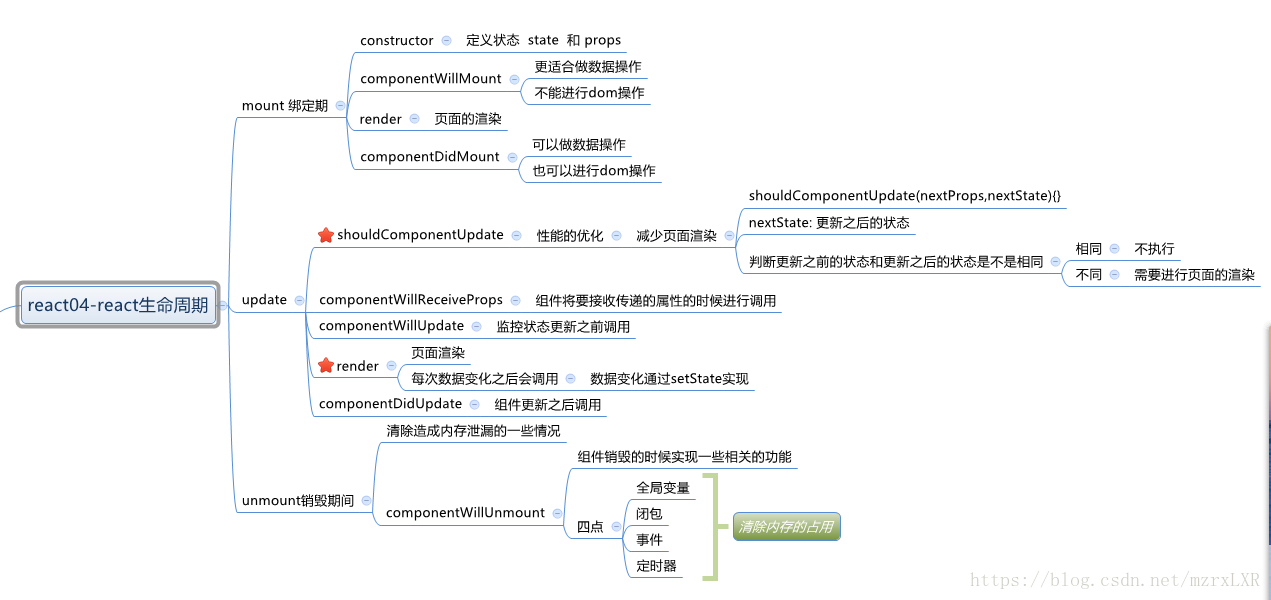 react04-react生命周期
mount 绑定期
constructor
定义状态 state 和 props
componentWillMount
更适合做数据操作
不能进行dom操作
render
页面的渲染
componentDidMount
可以做数据操作
也可以进行dom操作
update
shouldComponentUpdate
性能的优化
减少页面渲染
shouldComponentUpdate(nextProps,nextState){}
nextState: 更新之后的状态
判断更新之前的状态和更新之后的状态是不是相同
相同
不执行
不同
需要进行页面的渲染
componentWillReceiveProps
组件将要接收传递的属性的时候进行调用
componentWillUpdate
监控状态更新之前调用
render
页面渲染
每次数据变化之后会调用
数据变化通过setState实现
componentDidUpdate
组件更新之后调用
unmount销毁期间
清除造成内存泄漏的一些情况
componentWillUnmount
组件销毁的时候实现一些相关的功能
四点
全局变量
闭包
事件
定时器
清除内存的占用
https://blog.csdn.net/mzrxLXR